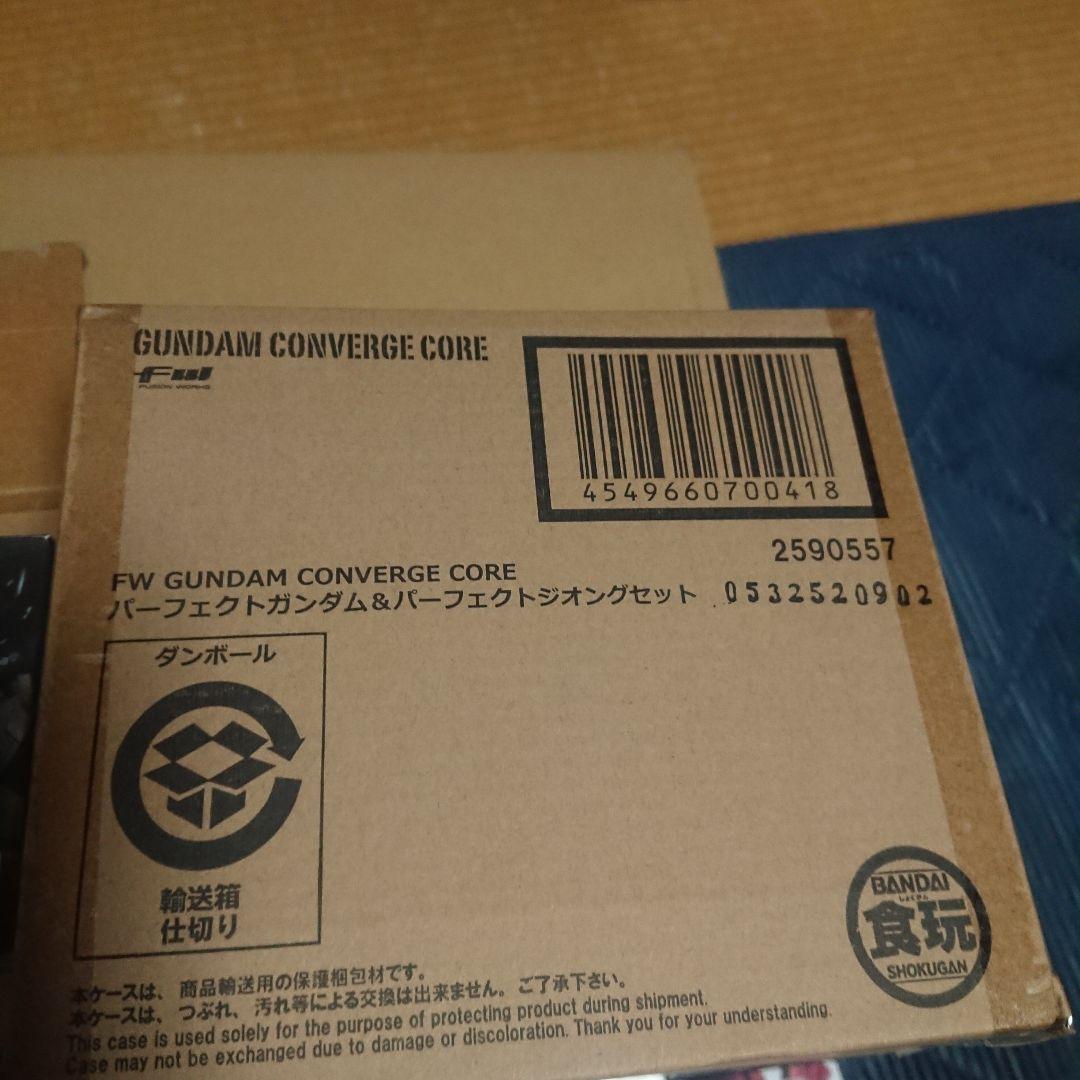 GUNDAM CONVERGE CORE
FW
FUSION WORKS
4549660700418
2590557
FW GUNDAM CONVERGE CORE
パーフェクトガンダム&パーフェクトジオングセット 0532520902
ダンボール
輸送箱
仕切り
BANDAI
しょくがん
食玩
SHOKUGAN
本ケースは、商品輸送用の保護梱包材です。
本ケースは、つぶれ、汚れ等による交換は出来ません。ご了承下さい。
This case is used solely for the purpose of protecting product during shipment.
Case may not be exchanged due to damage or discoloration. Thank you for your understanding.